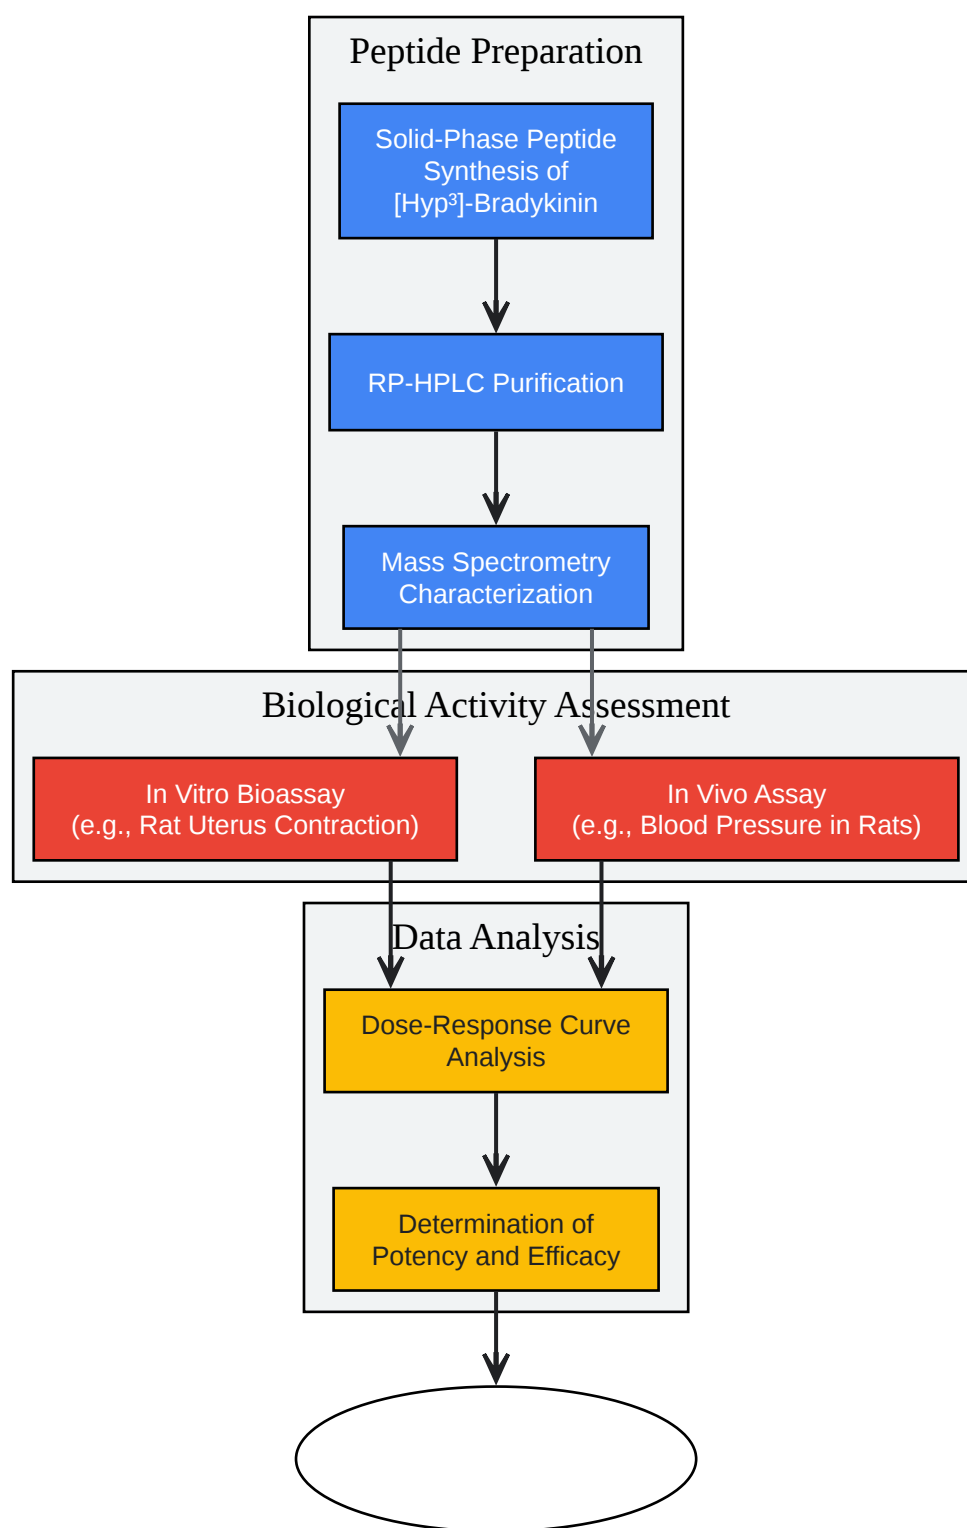 Peptide Preparation
Solid-Phase Peptide
Synthesis of
[Hyp³]-Bradykinin
RP-HPLC Purification
Mass Spectrometry
Characterization
Biological Activity Assessment
In Vitro Bioassay
(e.g., Rat Uterus Contraction)
In Vivo Assay
(e.g., Blood Pressure in Rats)
Data Analysis
Dose-Response Curve
Analysis
Determination of
Potency and Efficacy